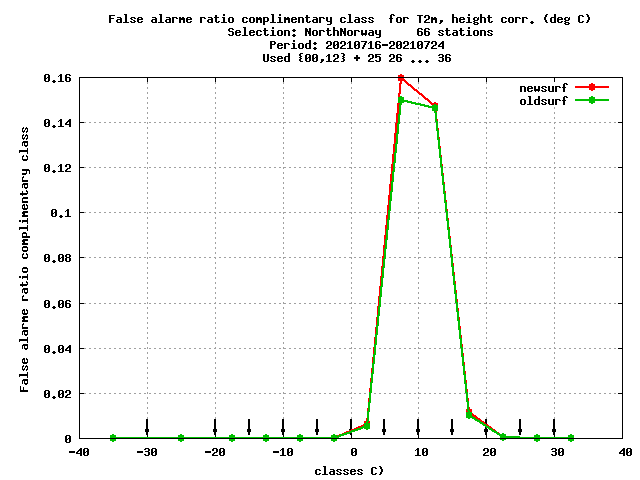 False alarme ratio complimentary class  for T2m, height corr. (deg C)
Selection: NorthNorway     66 stations
Period: 20210716-20210724
Used {00,12} + 25 26 ... 36
newsurf
oldsurf
False alarme ratio complimentary class
0.16
0.14
0.12
0.1
0.08
0.06
0.04
0.02
0
-40 -30 -20 -10 0 10 20 30 40
classes C)